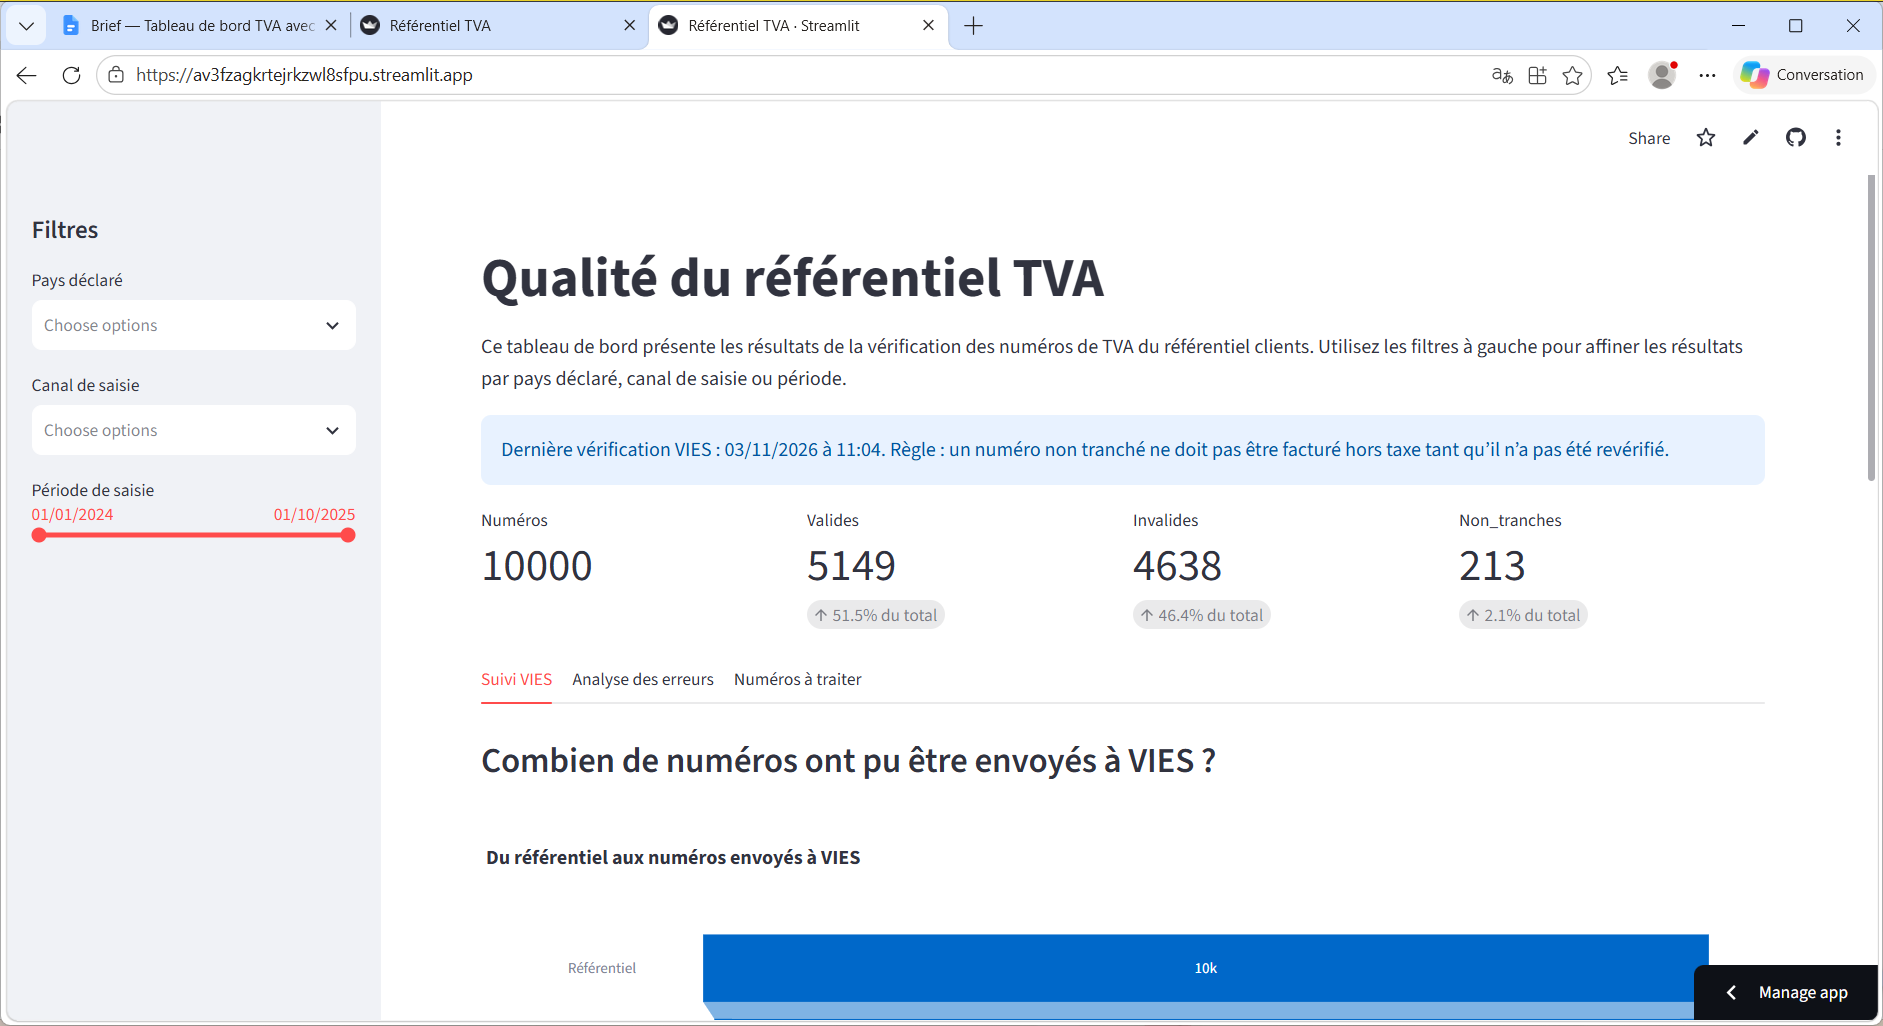 Brief — Tableau de bord TVA avec
Référentiel TVA
Référentiel TVA · Streamlit
https://av3fzagkrtejrkzwl8sfpu.streamlit.app
Conversation
Share
Filtres
Pays déclaré
Choose options
Canal de saisie
Choose options
Période de saisie
01/01/2024
01/10/2025
Qualité du référentiel TVA
Ce tableau de bord présente les résultats de la vérification des numéros de TVA du référentiel clients. Utilisez les filtres à gauche pour affiner les résultats
par pays déclaré, canal de saisie ou période.
Dernière vérification VIES : 03/11/2026 à 11:04. Règle : un numéro non tranché ne doit pas être facturé hors taxe tant qu’il n’a pas été revérifié.
Numéros
10000
Valides
5149
↑ 51.5% du total
Invalides
4638
↑ 46.4% du total
Non_tranches
213
↑ 2.1% du total
Suivi VIES
Analyse des erreurs
Numéros à traiter
Combien de numéros ont pu être envoyés à VIES ?
Du référentiel aux numéros envoyés à VIES
Référentiel
10k
Manage app